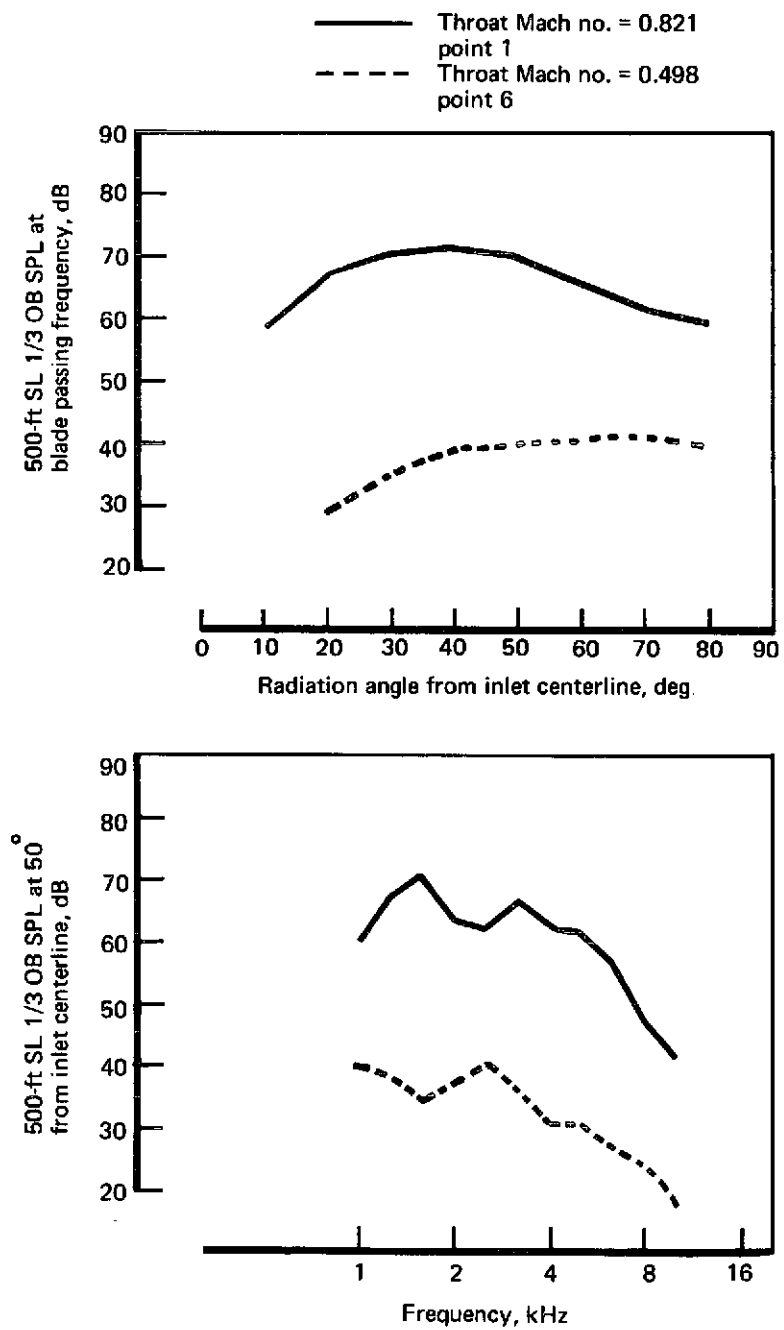 Throat Mach no. = 0.821
point 1
Throat Mach no. = 0.498
point 6
500-ft SL 1/3 OB SPL at
blade passing frequency, dB
90
80
70
60
50
40
30
20
0 10 20 30 40 50 60 70 80 90
Radiation angle from inlet centerline, deg.
500-ft SL 1/3 OB SPL at 50°
from inlet centerline, dB
90
80
70
60
50
40
30
20
1 2 4 8 16
Frequency, kHz